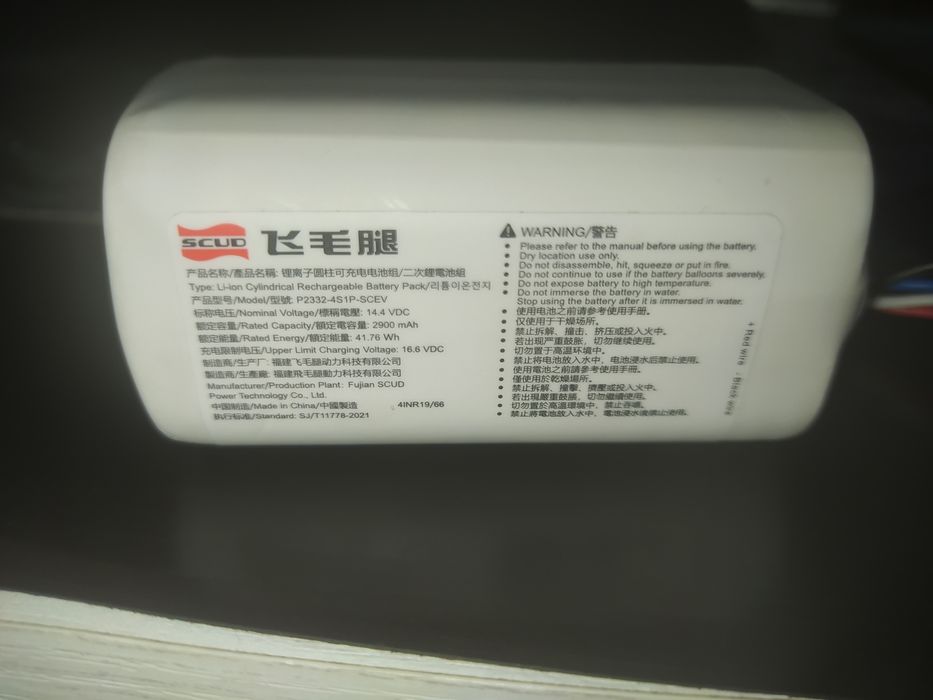 SCUD 飞毛腿
产品名称/產品名稱: 锂离子圆柱可充电电池组/二次鋰電池組
Type: Li-ion Cylindrical Rechargeable Battery Pack/리튬이온전지
产品型号/Model/型號: P2332-4S1P-SCEV
标称电压/Nominal Voltage/標稱電壓: 14.4 VDC
额定容量/Rated Capacity/額定電容量: 2900 mAh
额定能量/Rated Energy/額定能量: 41.76 Wh
充电限制电压/Upper Limit Charging Voltage: 16.6 VDC
制造商/生产厂: 福建飞毛腿动力科技有限公司
製造商/生產廠: 福建飛毛腿動力科技有限公司
Manufacturer/Production Plant: Fujian SCUD
Power Technology Co., Ltd.
中国制造/Made in China/中國製造 4INR19/66
执行标准/Standard: SJ/T11778-2021
WARNING/警告
• Please refer to the manual before using the battery.
• Dry location use only.
• Do not disassemble, hit, squeeze or put in fire.
• Do not continue to use if the battery balloons severely.
• Do not expose battery to high temperature.
• Do not immerse the battery in water.
Stop using the battery after it is immersed in water.
• 使用电池之前请参考使用手册。
• 仅使用于干燥场所。
• 禁止拆解、撞击、挤压或投入火中。
• 若出现严重鼓胀，切勿继续使用。
• 切勿置于高温环境中。
• 禁止将电池放入水中，电池浸水后禁止使用。
• 使用電池之前請參考使用手冊。
• 僅使用於乾燥場所。
• 禁止拆解、撞擊、擠壓或投入火中。
• 若出現嚴重鼓脹，切勿繼續使用。
• 切勿置於高溫環境中，禁止吞嚥。
• 禁止將電池放入水中，電池浸水後禁止使用。
+ Red wire - Black wire